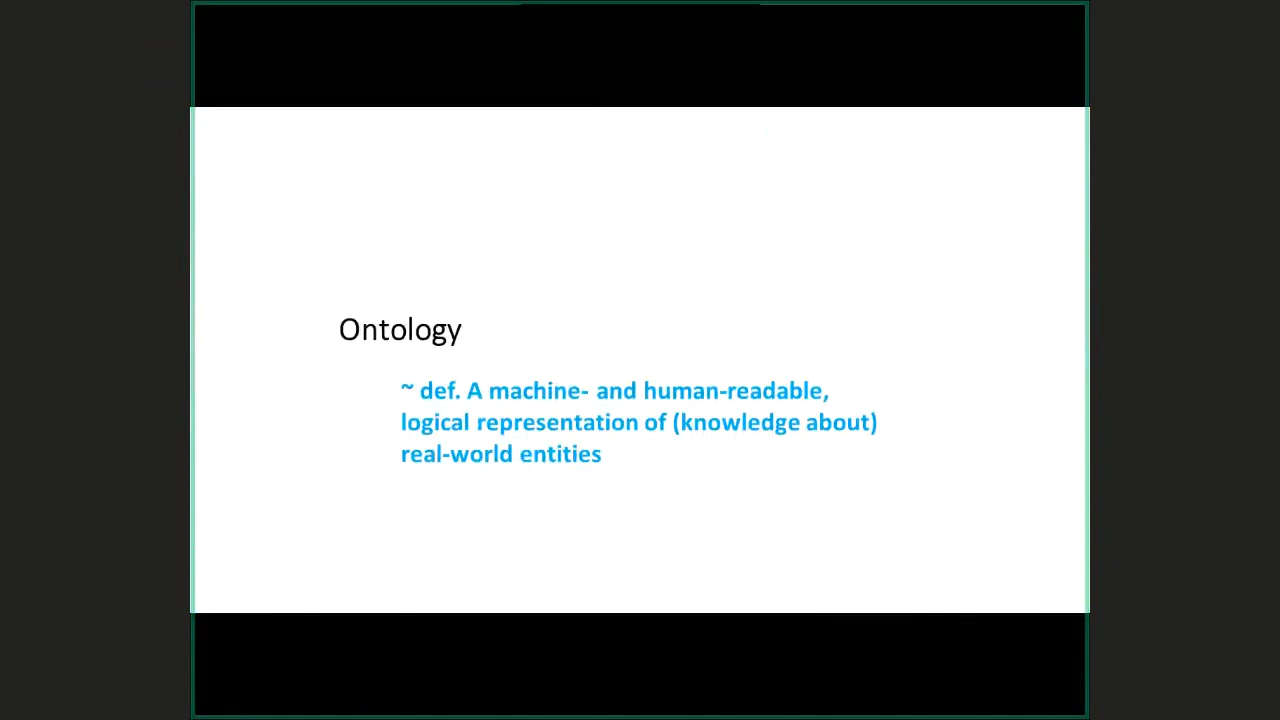 Ontology
~ def. A machine- and human-readable,
logical representation of (knowledge about)
real-world entities